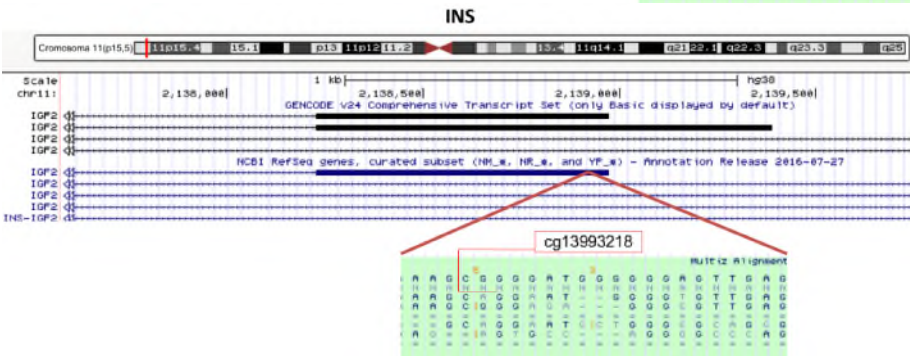 INS
Cromosoma 11(p15,5) 11p15.4 15.1 p13 11p12 11.2 13.4 11q14.1 q21 22.1 q22.3 q23.3 q25
Scale 1 kb hg38
chr11: 2,138,000 2,138,500 2,139,000 2,139,500
GENCODE v24 Comprehensive Transcript Set (only Basic displayed by default)
IGF2
IGF2
IGF2
IGF2
NCBI RefSeq genes, curated subset (NM_*, NR_*, and YP_*) - Annotation Release 2016-07-27
IGF2
IGF2
IGF2
IGF2
INS-IGF2
cg13993218
Multiz Alignment
A A G C G G G G A T G G G G G G A G T T G A G